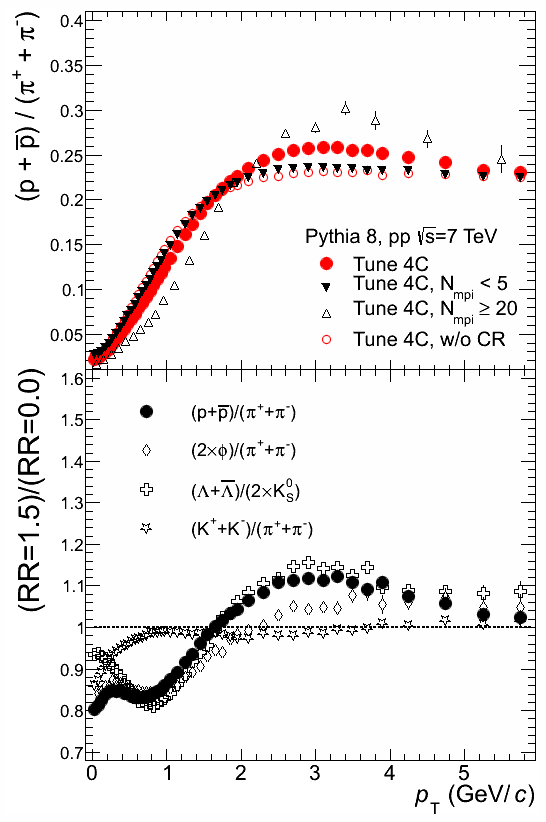 (p + p̅) / (π⁺ + π⁻)
0.4
0.35
0.3
0.25
0.2
0.15
0.1
0.05
Pythia 8, pp √s=7 TeV
Tune 4C
Tune 4C, N_mpi < 5
Tune 4C, N_mpi ≥ 20
Tune 4C, w/o CR
(RR=1.5)/(RR=0.0)
1.6
1.5
1.4
1.3
1.2
1.1
1
0.9
0.8
0.7
(p+p̅)/(π⁺+π⁻)
(2×ϕ)/(π⁺+π⁻)
(Λ+Λ̅)/(2×K⁰_S)
(K⁺+K⁻)/(π⁺+π⁻)
0 1 2 3 4 5
p_T (GeV/c)